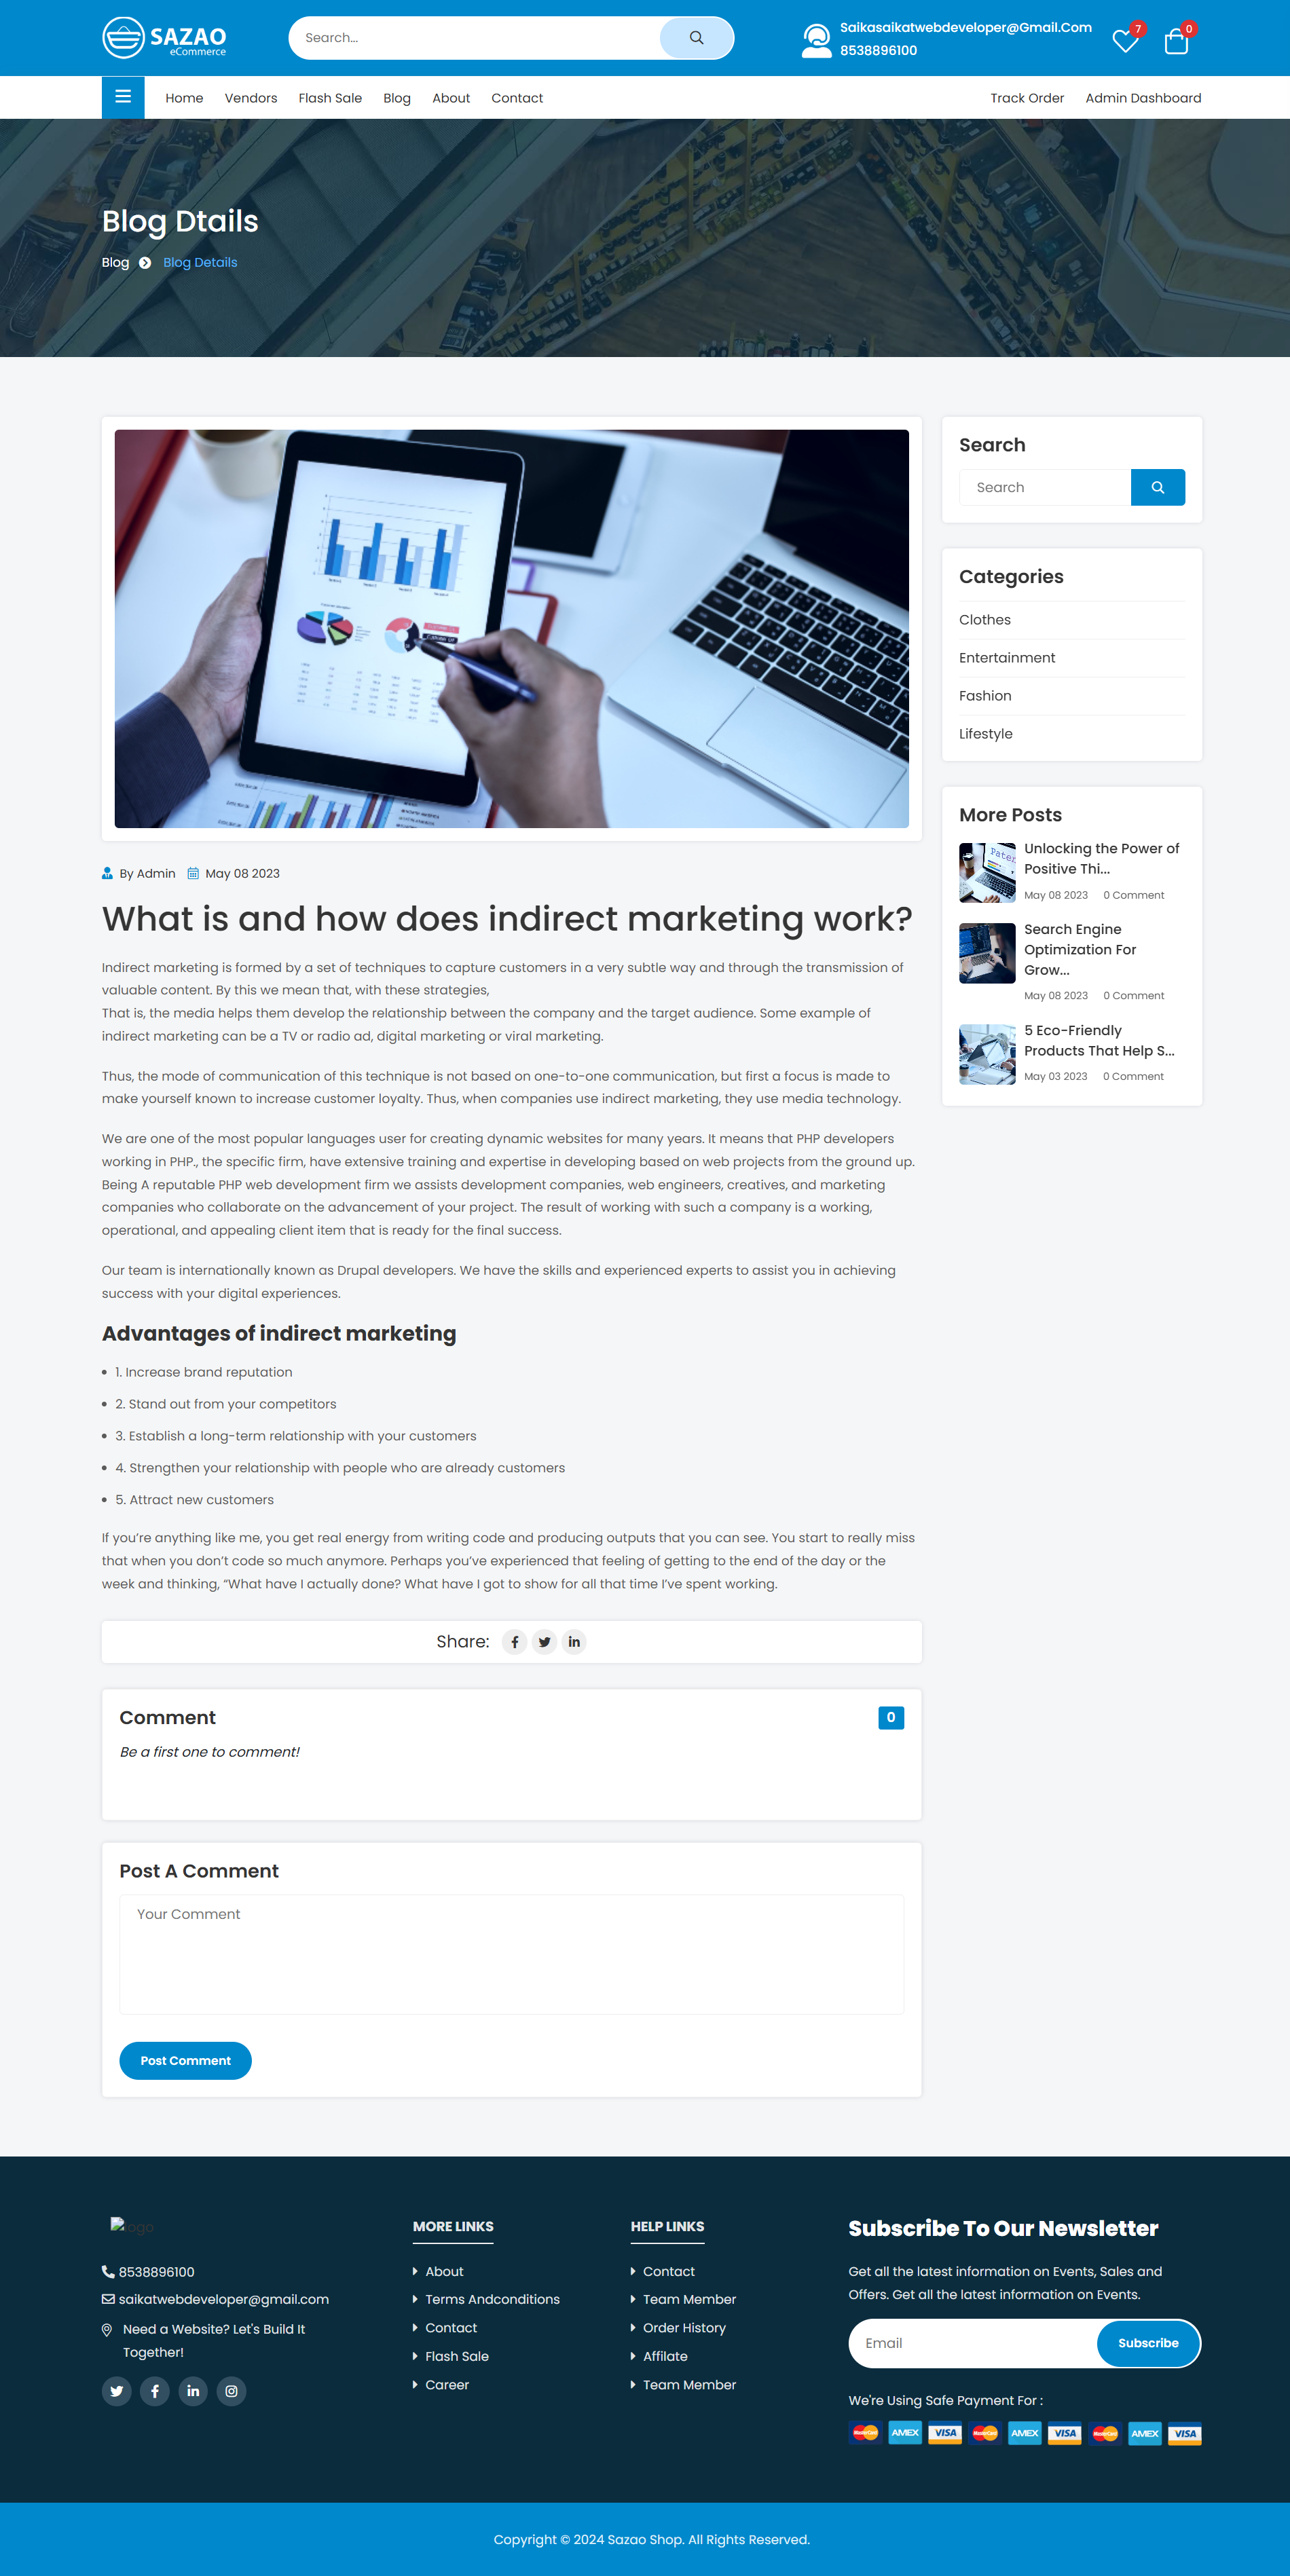 SAZAO
eCommerce
Search...
Saikasaikatwebdeveloper@Gmail.Com
8538896100
7
0
Home
Vendors
Flash Sale
Blog
About
Contact
Track Order
Admin Dashboard
Blog Dtails
Blog
Blog Details
By Admin
May 08 2023
What is and how does indirect marketing work?
Indirect marketing is formed by a set of techniques to capture customers in a very subtle way and through the transmission of
valuable content. By this we mean that, with these strategies,
That is, the media helps them develop the relationship between the company and the target audience. Some example of
indirect marketing can be a TV or radio ad, digital marketing or viral marketing.
Thus, the mode of communication of this technique is not based on one-to-one communication, but first a focus is made to
make yourself known to increase customer loyalty. Thus, when companies use indirect marketing, they use media technology.
We are one of the most popular languages user for creating dynamic websites for many years. It means that PHP developers
working in PHP., the specific firm, have extensive training and expertise in developing based on web projects from the ground up.
Being A reputable PHP web development firm we assists development companies, web engineers, creatives, and marketing
companies who collaborate on the advancement of your project. The result of working with such a company is a working,
operational, and appealing client item that is ready for the final success.
Our team is internationally known as Drupal developers. We have the skills and experienced experts to assist you in achieving
success with your digital experiences.
Advantages of indirect marketing
• 1. Increase brand reputation
• 2. Stand out from your competitors
• 3. Establish a long-term relationship with your customers
• 4. Strengthen your relationship with people who are already customers
• 5. Attract new customers
If you’re anything like me, you get real energy from writing code and producing outputs that you can see. You start to really miss
that when you don’t code so much anymore. Perhaps you’ve experienced that feeling of getting to the end of the day or the
week and thinking, “What have I actually done? What have I got to show for all that time I’ve spent working.
Share:
Comment
0
Be a first one to comment!
Post A Comment
Your Comment
Post Comment
Search
Search
Categories
Clothes
Entertainment
Fashion
Lifestyle
More Posts
Paten
Unlocking the Power of
Positive Thi...
May 08 2023
0 Comment
Search Engine
Optimization For
Grow...
May 08 2023
0 Comment
5 Eco-Friendly
Products That Help S...
May 03 2023
0 Comment
logo
8538896100
saikatwebdeveloper@gmail.com
Need a Website? Let's Build It
Together!
MORE LINKS
About
Terms Andconditions
Contact
Flash Sale
Career
HELP LINKS
Contact
Team Member
Order History
Affilate
Team Member
Subscribe To Our Newsletter
Get all the latest information on Events, Sales and
Offers. Get all the latest information on Events.
Email
Subscribe
We're Using Safe Payment For :
MasterCard AMEX VISA MasterCard AMEX VISA MasterCard AMEX VISA
Copyright © 2024 Sazao Shop. All Rights Reserved.